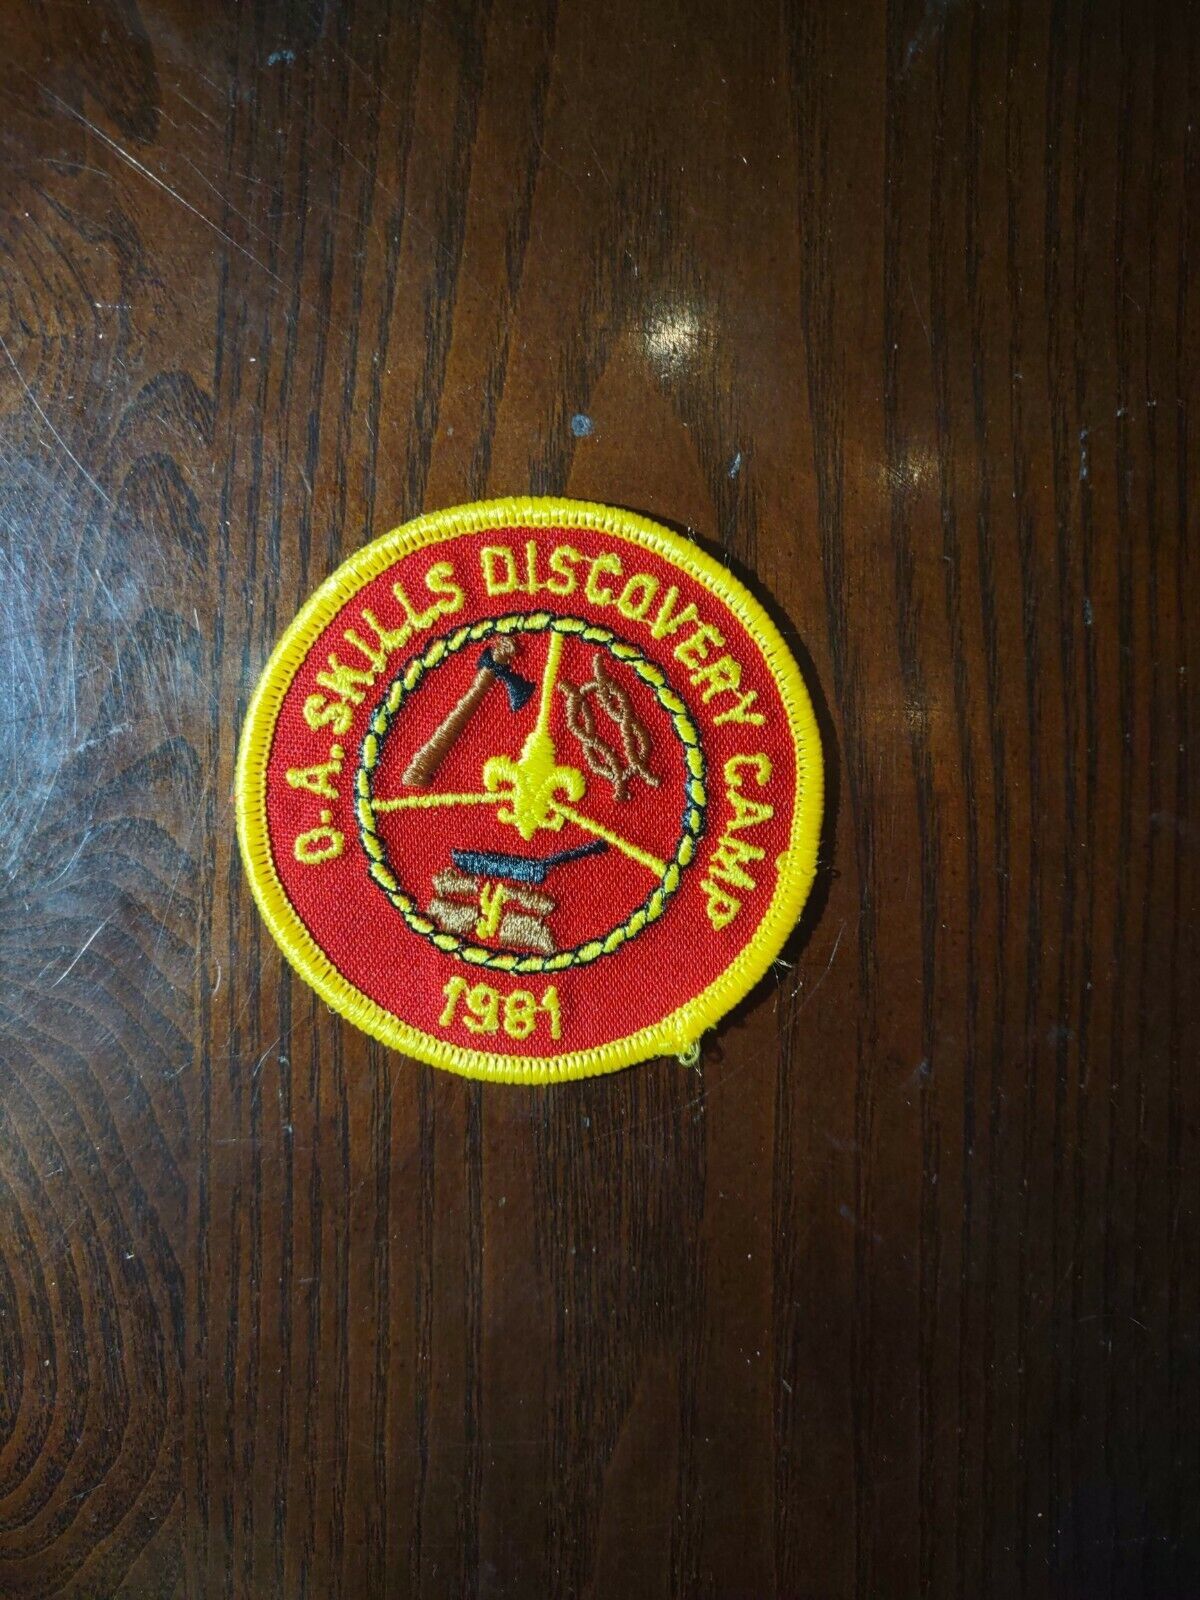 O.A. SKILLS DISCOVERY CAMP
1981